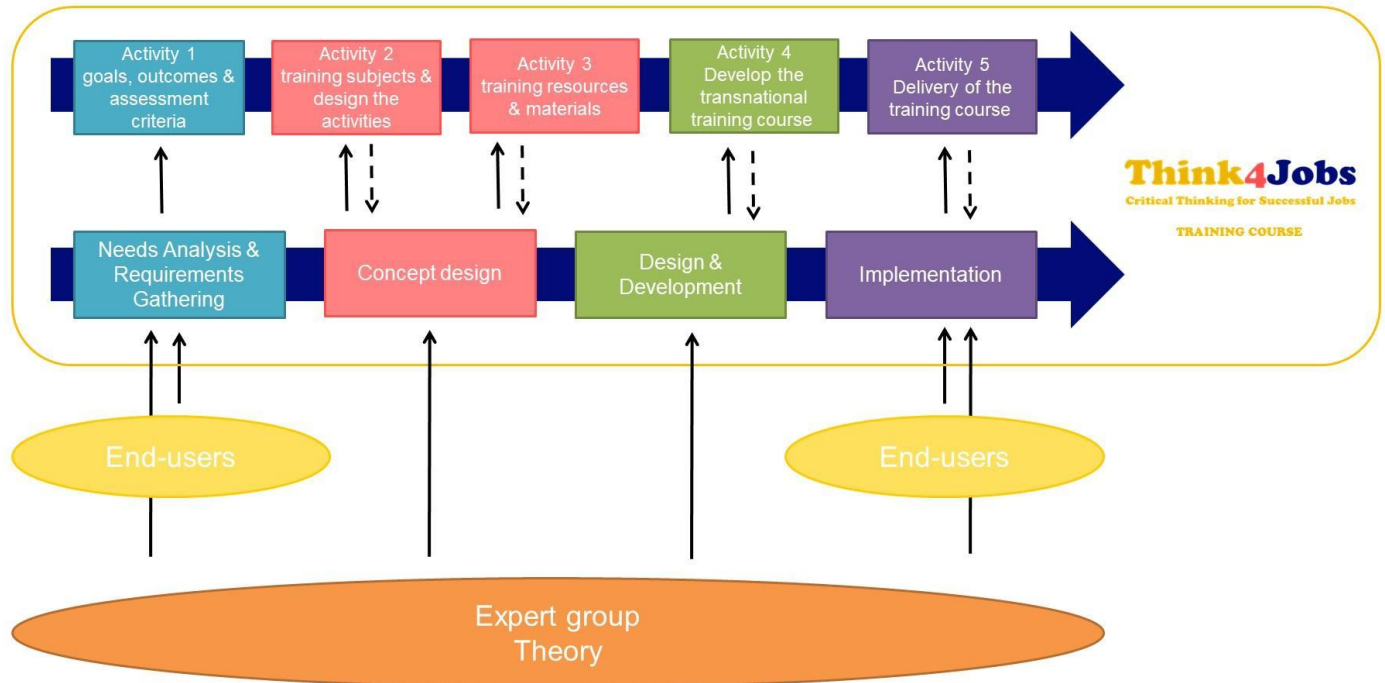 Activity 1
goals, outcomes &
assessment
criteria
Activity 2
training subjects &
design the
activities
Activity 3
training resources
& materials
Activity 4
Develop the
transnational
training course
Activity 5
Delivery of the
training course
Think4Jobs
Critical Thinking for Successful Jobs
TRAINING COURSE
Needs Analysis &
Requirements
Gathering
Concept design
Design &
Development
Implementation
End-users
End-users
Expert group
Theory